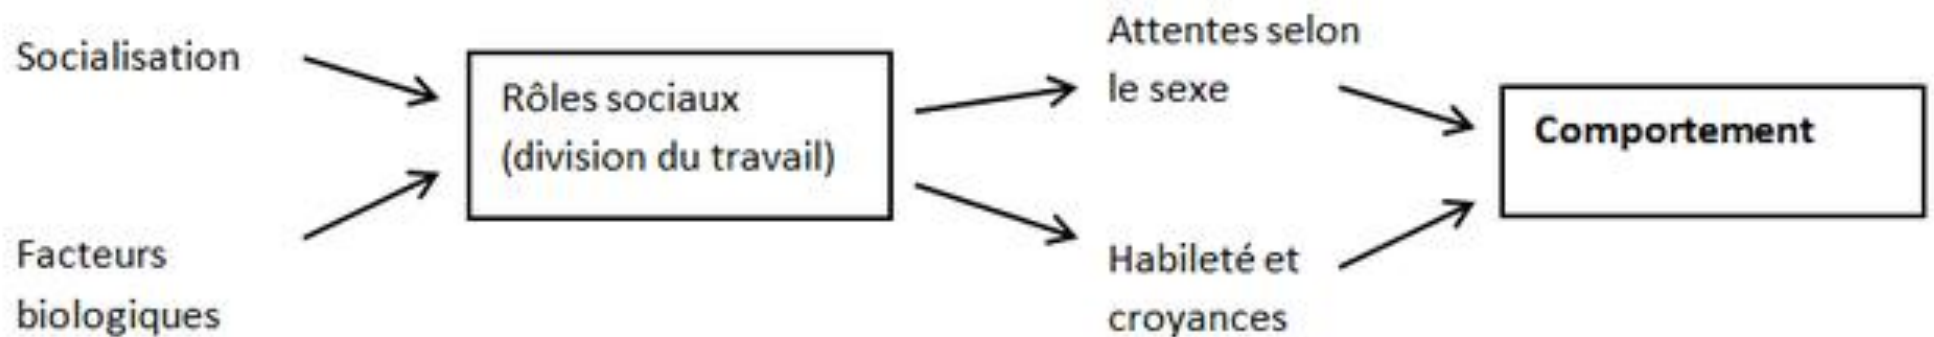 Socialisation
Facteurs
biologiques
Rôles sociaux
(division du travail)
Attentes selon
le sexe
Habileté et
croyances
Comportement